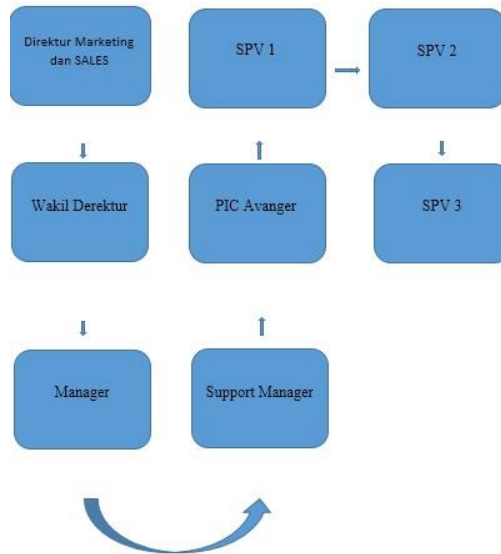 Direktur Marketing
dan SALES
SPV 1
SPV 2
Wakil Derektur
PIC Avanger
SPV 3
Manager
Support Manager